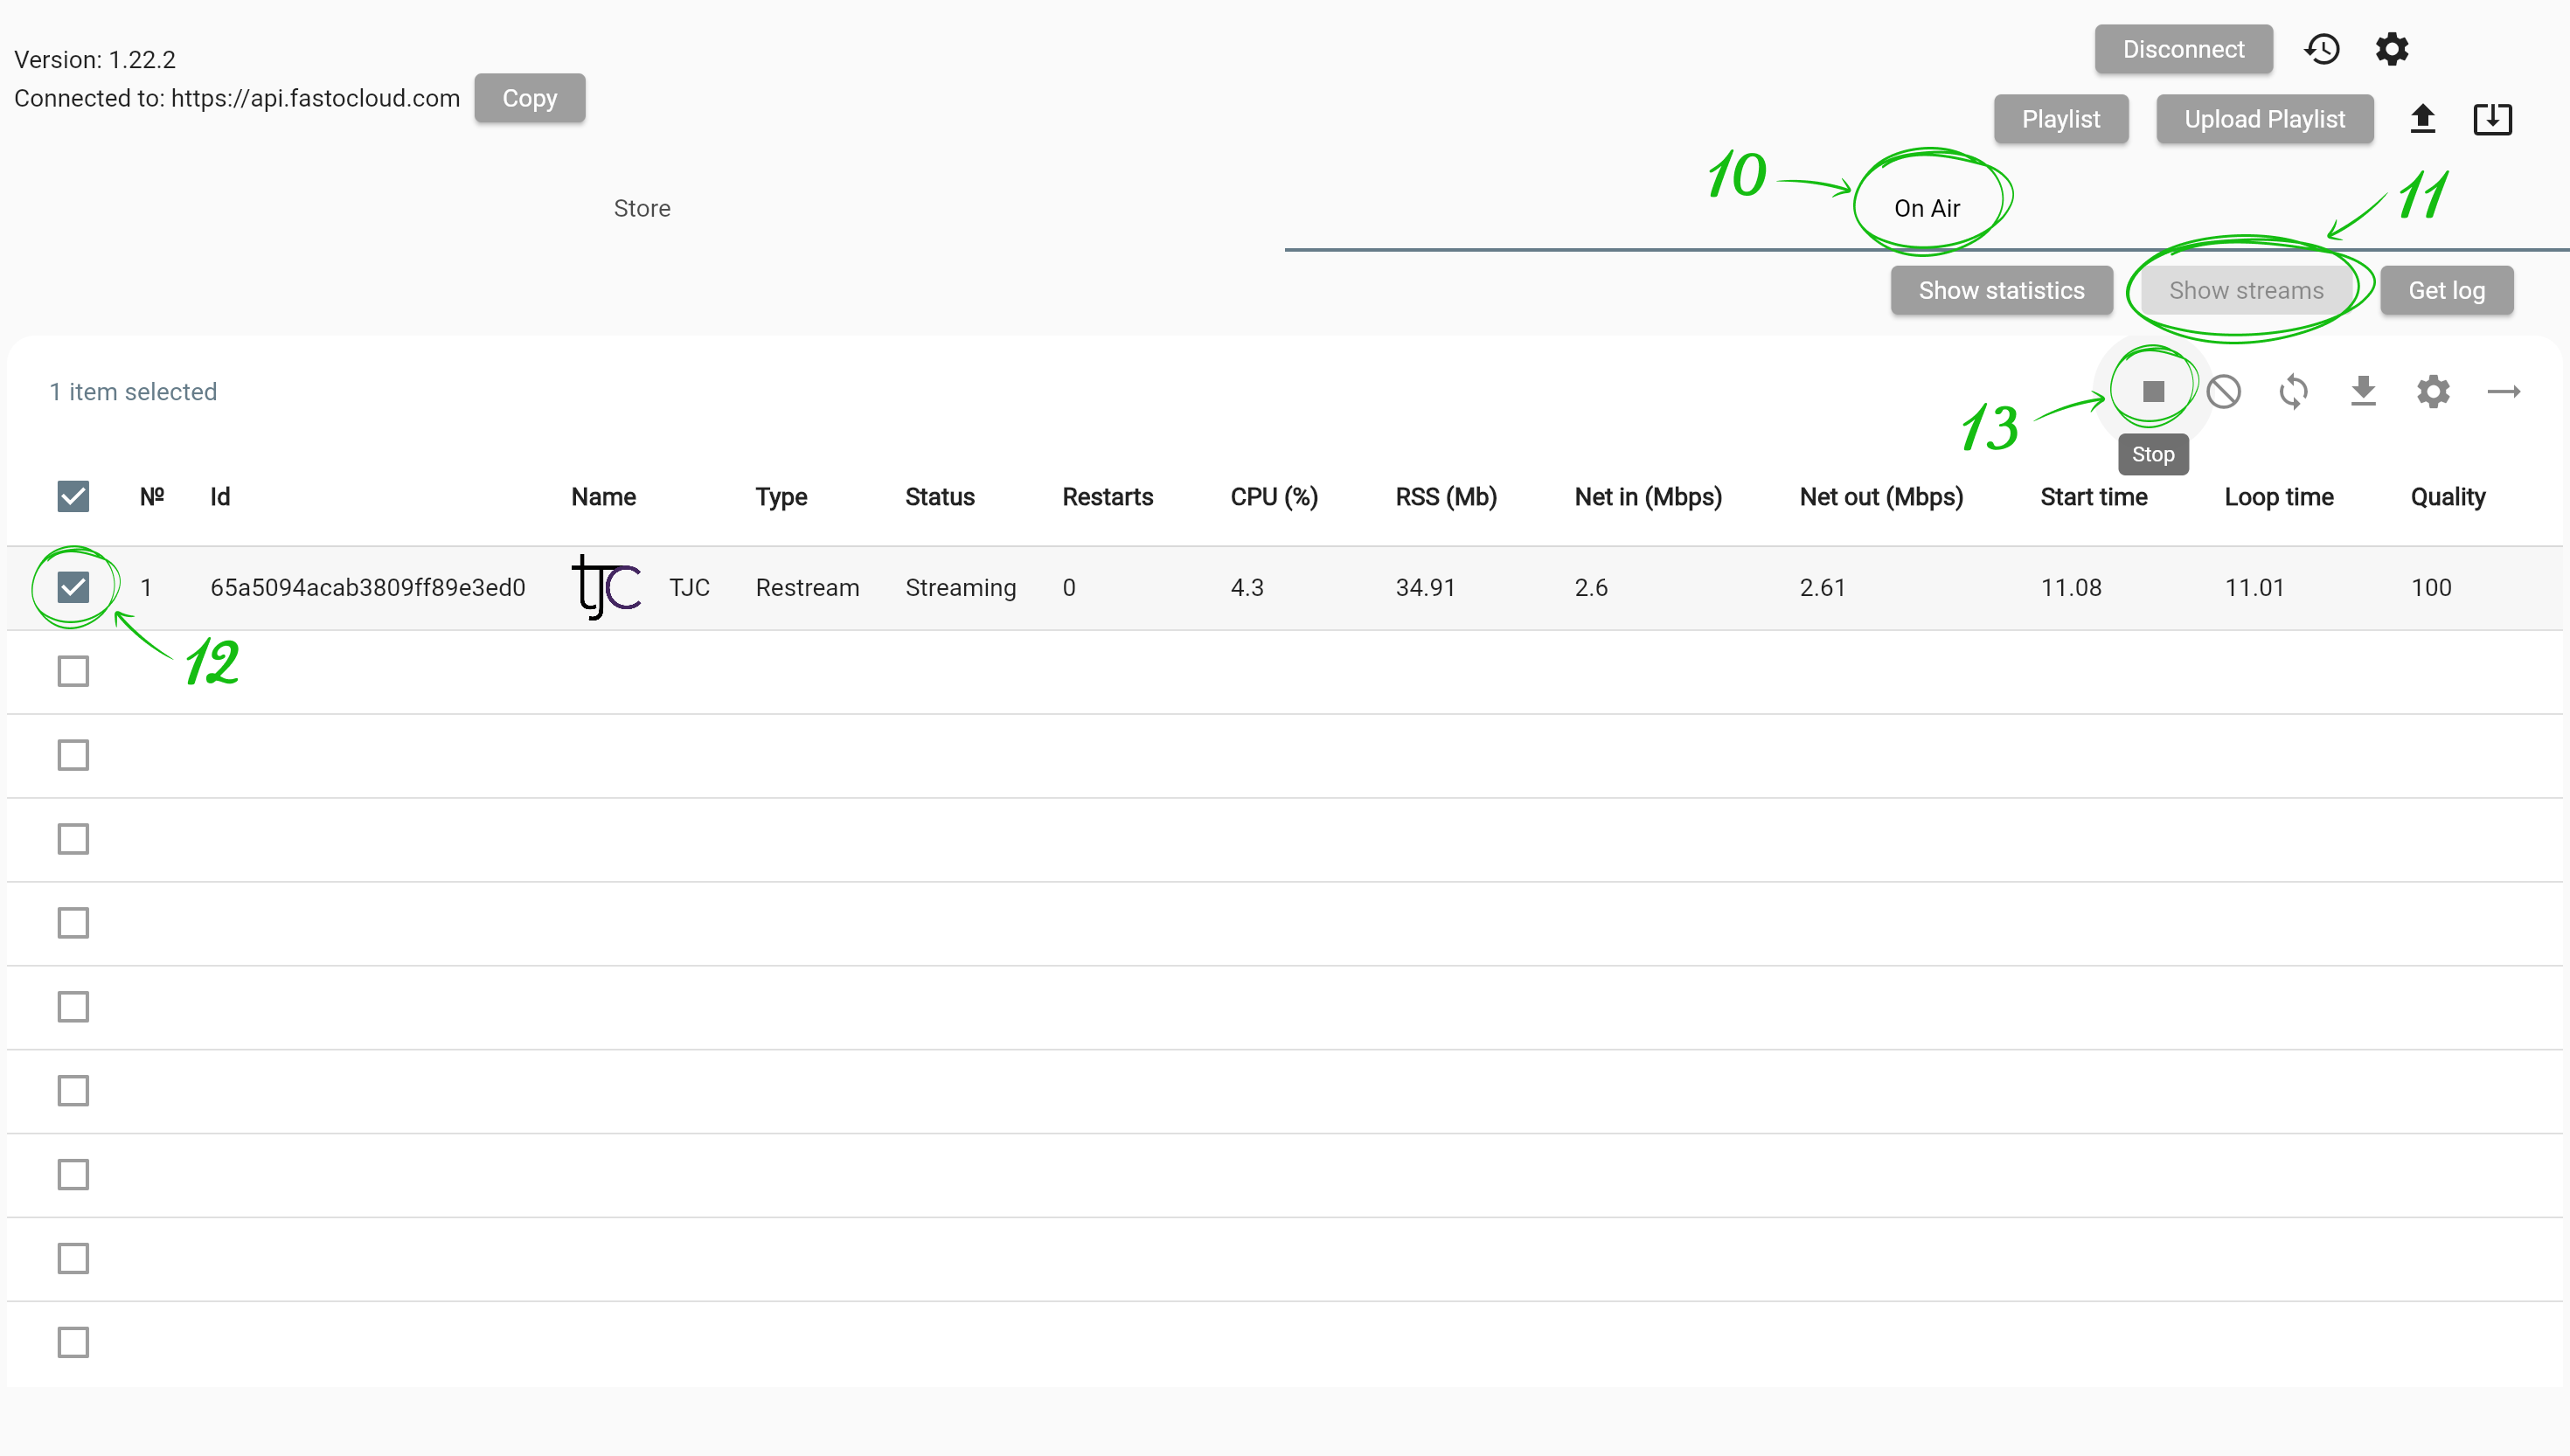 Version: 1.22.2
Connected to: https://api.fastocloud.com Copy
Disconnect
Playlist Upload Playlist
10 11
Store On Air
Show statistics Show streams Get log
1 item selected
13
Stop
№ Id Name Type Status Restarts CPU (%) RSS (Mb) Net in (Mbps) Net out (Mbps) Start time Loop time Quality
1 65a5094acab3809ff89e3ed0 tJC TJC Restream Streaming 0 4.3 34.91 2.6 2.61 11.08 11.01 100
12